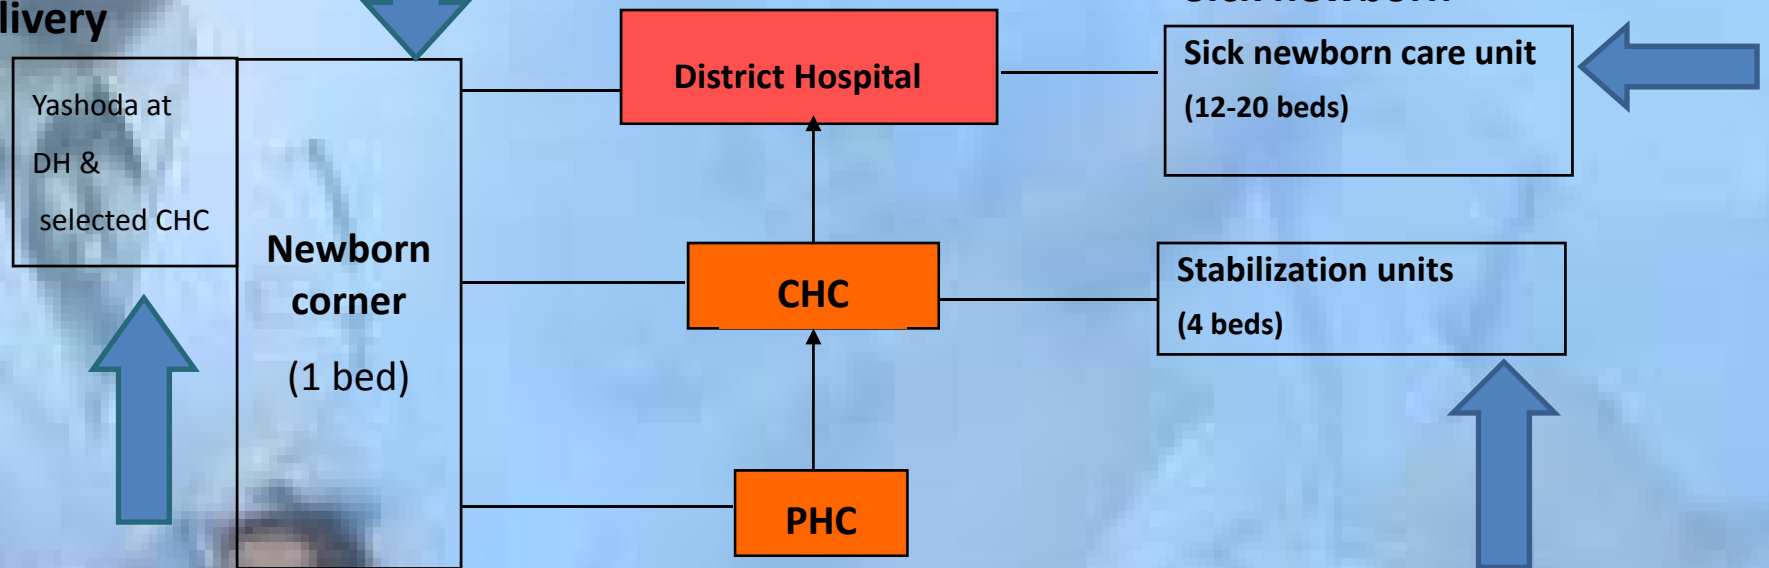 livery
Yashoda at
DH &
selected CHC
Newborn
corner
(1 bed)
District Hospital
CHC
PHC
Sick newborn care unit
(12-20 beds)
Stabilization units
(4 beds)